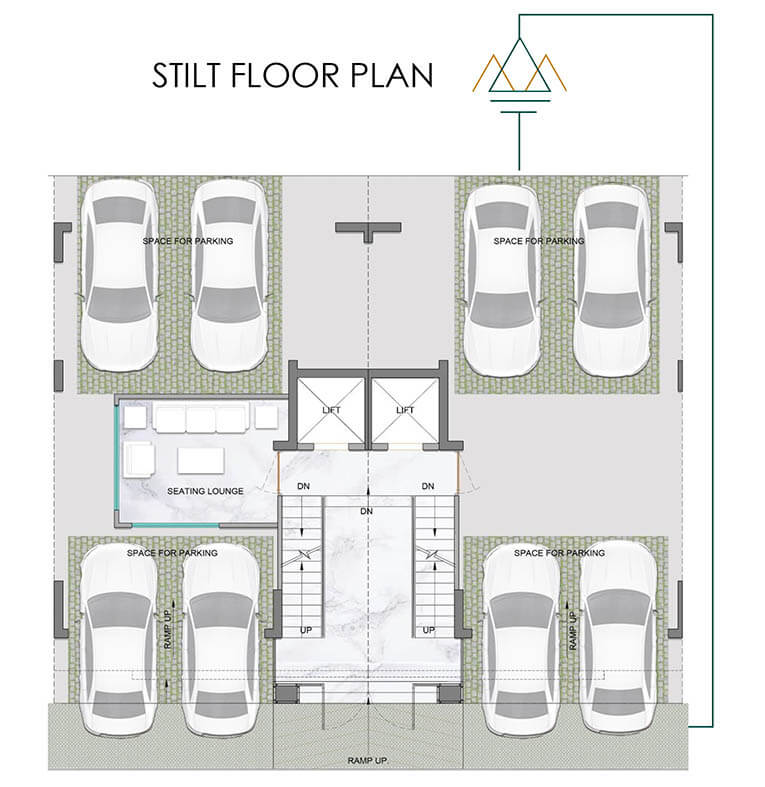 STILT FLOOR PLAN
SPACE FOR PARKING
SPACE FOR PARKING
LIFT
LIFT
SEATING LOUNGE
DN
DN
DN
SPACE FOR PARKING
SPACE FOR PARKING
RAMP UP.
UP
UP
RAMP UP.
RAMP UP.